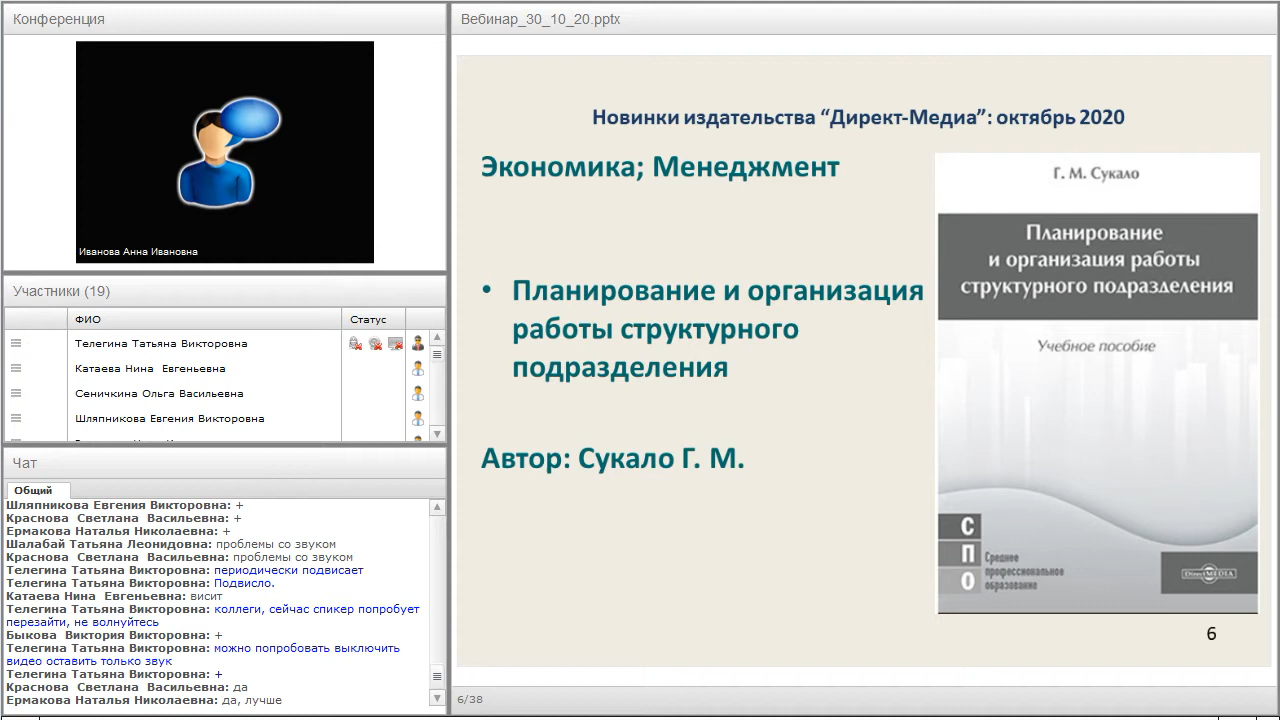 Конференция
Иванова Анна Ивановна
Участники (19)
ФИО
Статус
Телегина Татьяна Викторовна
Катаева Нина Евгеньевна
Сеничкина Ольга Васильевна
Шляпникова Евгения Викторовна
Чат
Общий
Шляпникова Евгения Викторовна: +
Краснова Светлана Васильевна: +
Ермакова Наталья Николаевна: +
Шалабай Татьяна Леонидовна: проблемы со звуком
Краснова Светлана Васильевна: проблемы со звуком
Телегина Татьяна Викторовна: периодически подвисает
Телегина Татьяна Викторовна: Подвисло.
Катаева Нина Евгеньевна: висит
Телегина Татьяна Викторовна: коллеги, сейчас спикер попробует
перезайти, не волнуйтесь
Быкова Виктория Викторовна: +
Телегина Татьяна Викторовна: можно попробовать выключить
видео оставить только звук
Телегина Татьяна Викторовна: +
Краснова Светлана Васильевна: да
Ермакова Наталья Николаевна: да, лучше
Вебинар_30_10_20.pptx
Новинки издательства “Директ-Медиа”: октябрь 2020
Экономика; Менеджмент
• Планирование и организация
работы структурного
подразделения
Автор: Сукало Г. М.
Г. М. Сукало
Планирование
и организация работы
структурного подразделения
Учебное пособие
С
П
О
Среднее
профессиональное
образование
DirectMEDIA
6
6/38